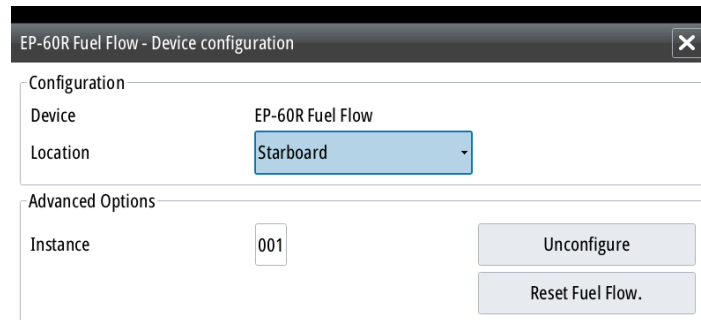 EP-60R Fuel Flow - Device configuration
Configuration
Device EP-60R Fuel Flow
Location Starboard
Advanced Options
Instance 001 Unconfigure
Reset Fuel Flow.